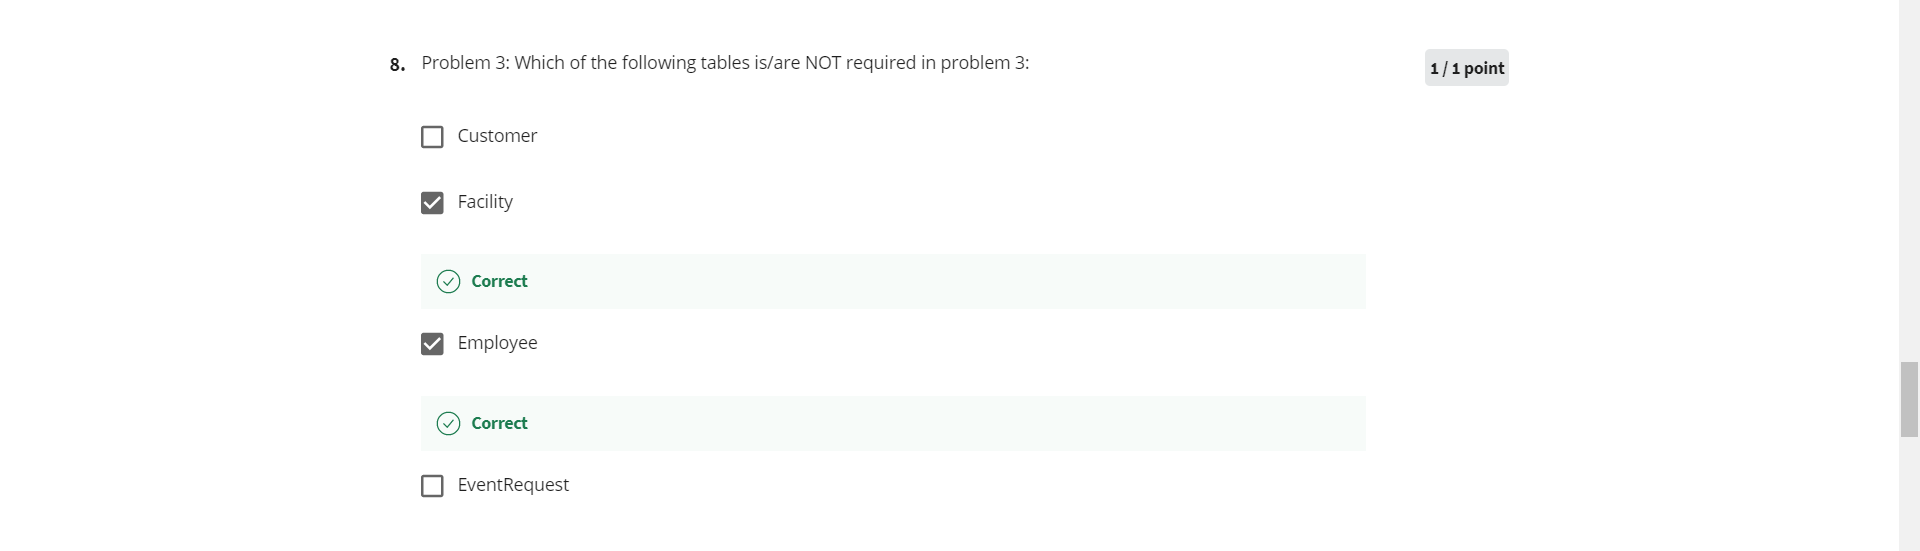 8. Problem 3: Which of the following tables is/are NOT required in problem 3:
1 / 1 point
Customer
Facility
Correct
Employee
Correct
EventRequest